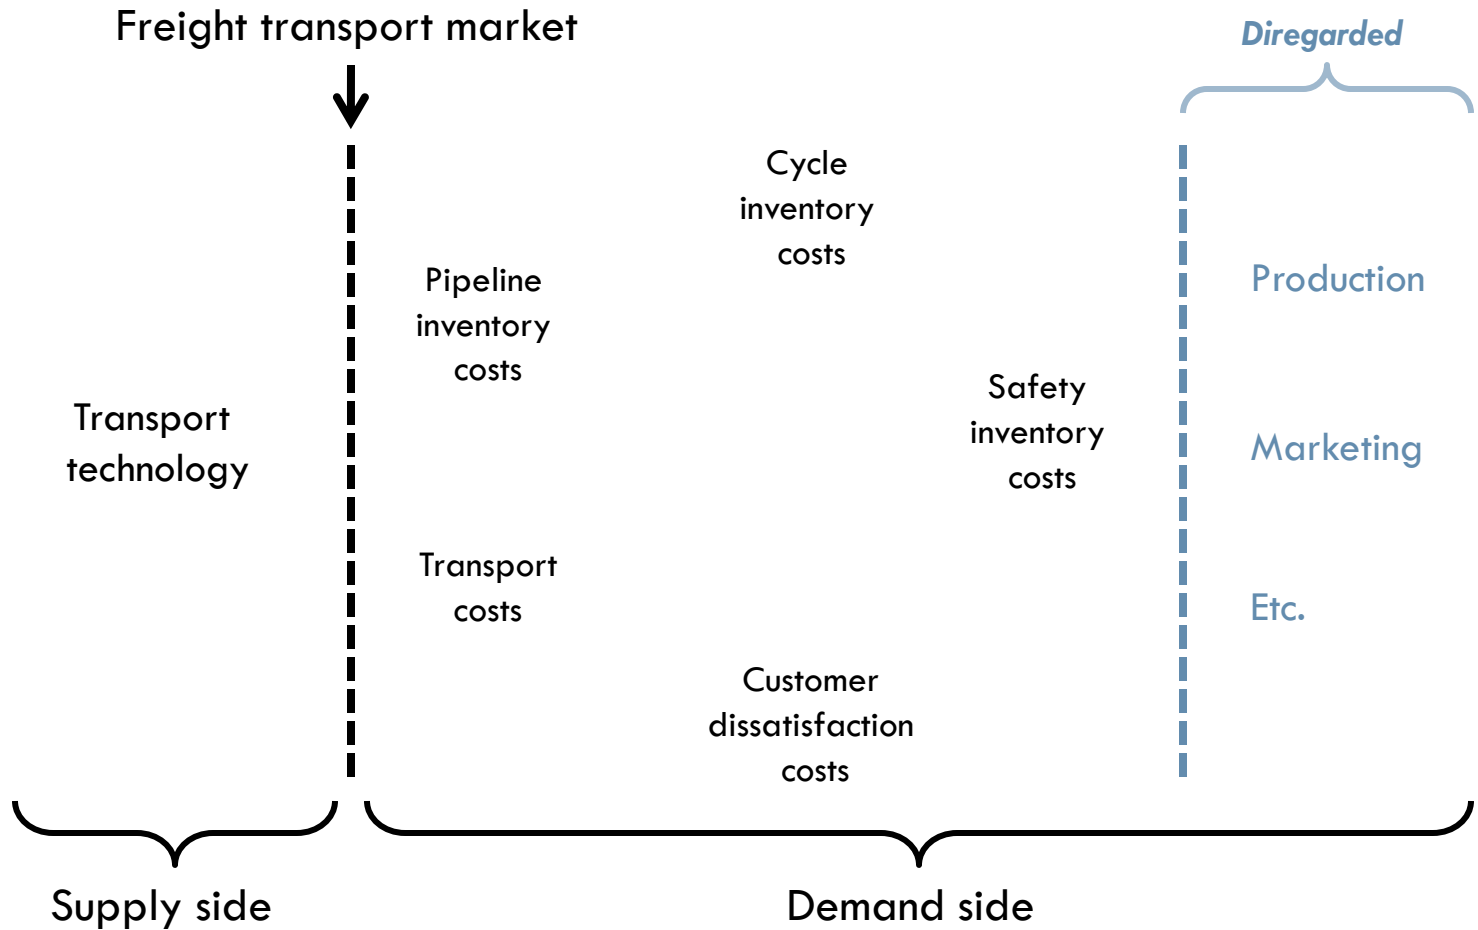 Freight transport market
Diregarded
Cycle
inventory
costs
Pipeline
inventory
costs
Production
Safety
inventory
costs
Transport
technology
Marketing
Transport
costs
Etc.
Customer
dissatisfaction
costs
Supply side
Demand side